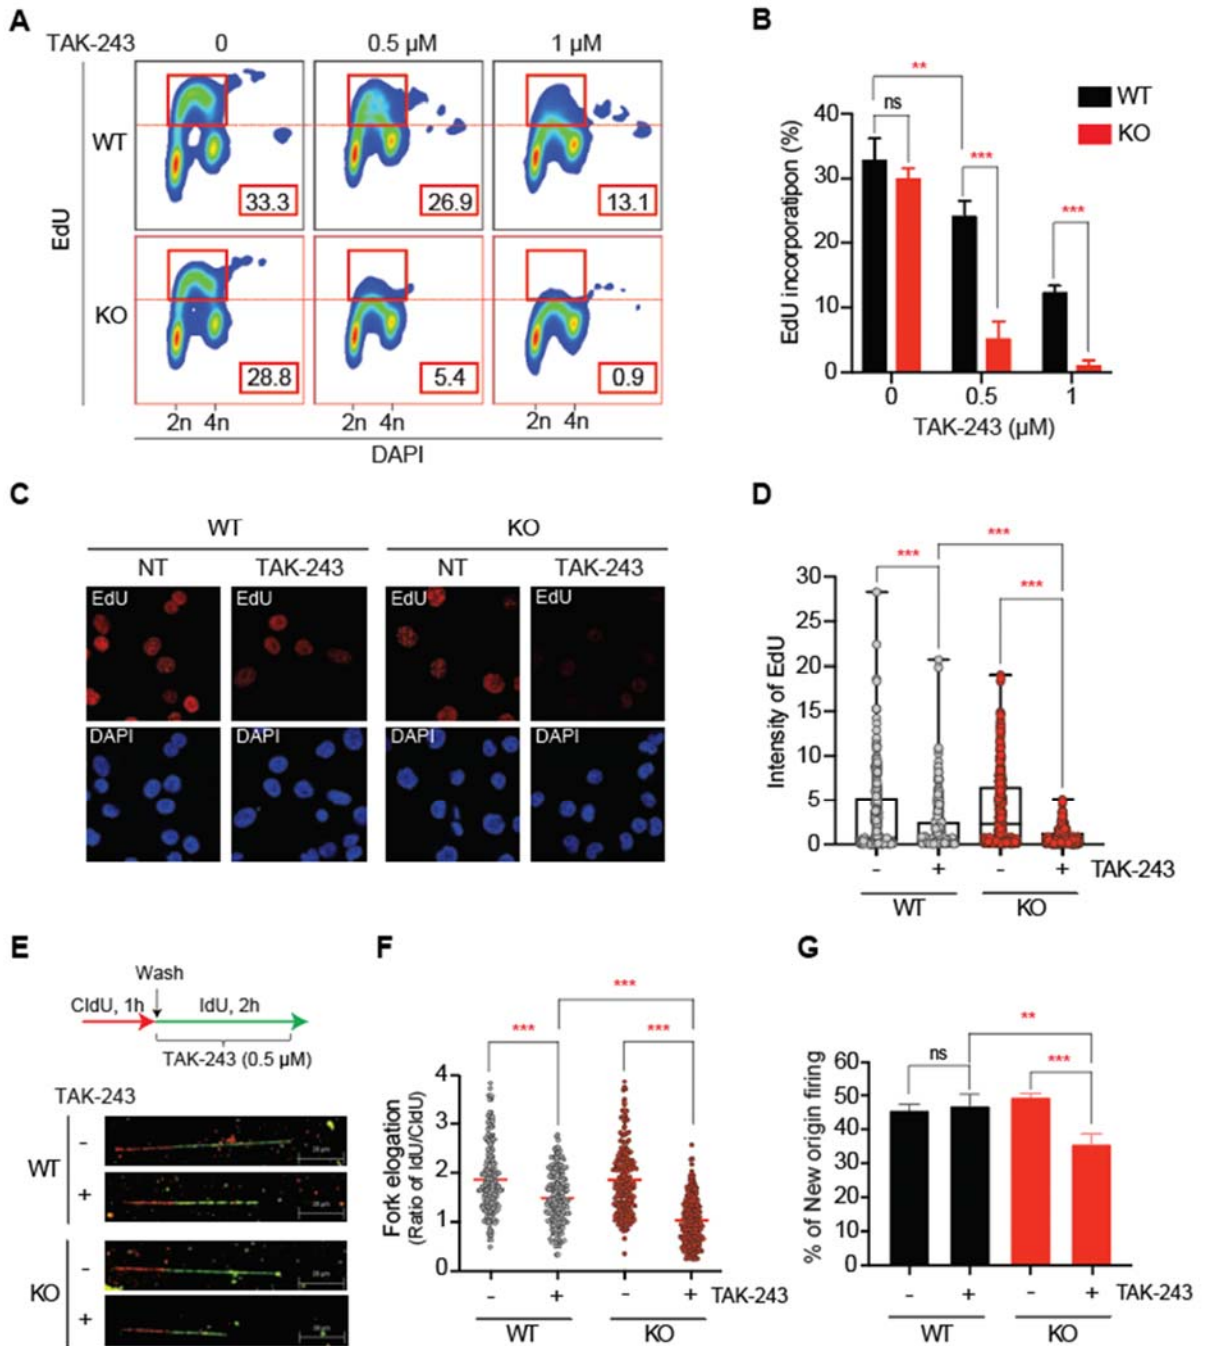 A
TAK-243 0 0.5 µM 1 µM
EdU
WT
33.3 26.9 13.1
KO
28.8 5.4 0.9
2n 4n 2n 4n 2n 4n
DAPI
B
** 
ns
***
***
WT
KO
EdU incorporatipon (%)
40
30
20
10
0
0 0.5 1
TAK-243 (µM)
C
WT KO
NT TAK-243 NT TAK-243
EdU EdU EdU EdU
DAPI DAPI DAPI DAPI
D
***
*** ***
Intensity of EdU
30
25
20
15
10
5
0
- + - + TAK-243
WT KO
E
Wash
CldU, 1h IdU, 2h
TAK-243 (0.5 µM)
TAK-243
WT
-
+
KO
-
+
F
***
*** ***
Fork elogation
(Ratio of IdU/CldU)
4
3
2
1
0
- + - + TAK-243
WT KO
G
**
ns ***
% of New origin firing
60
50
40
30
20
10
0
- + - + TAK-243
WT KO